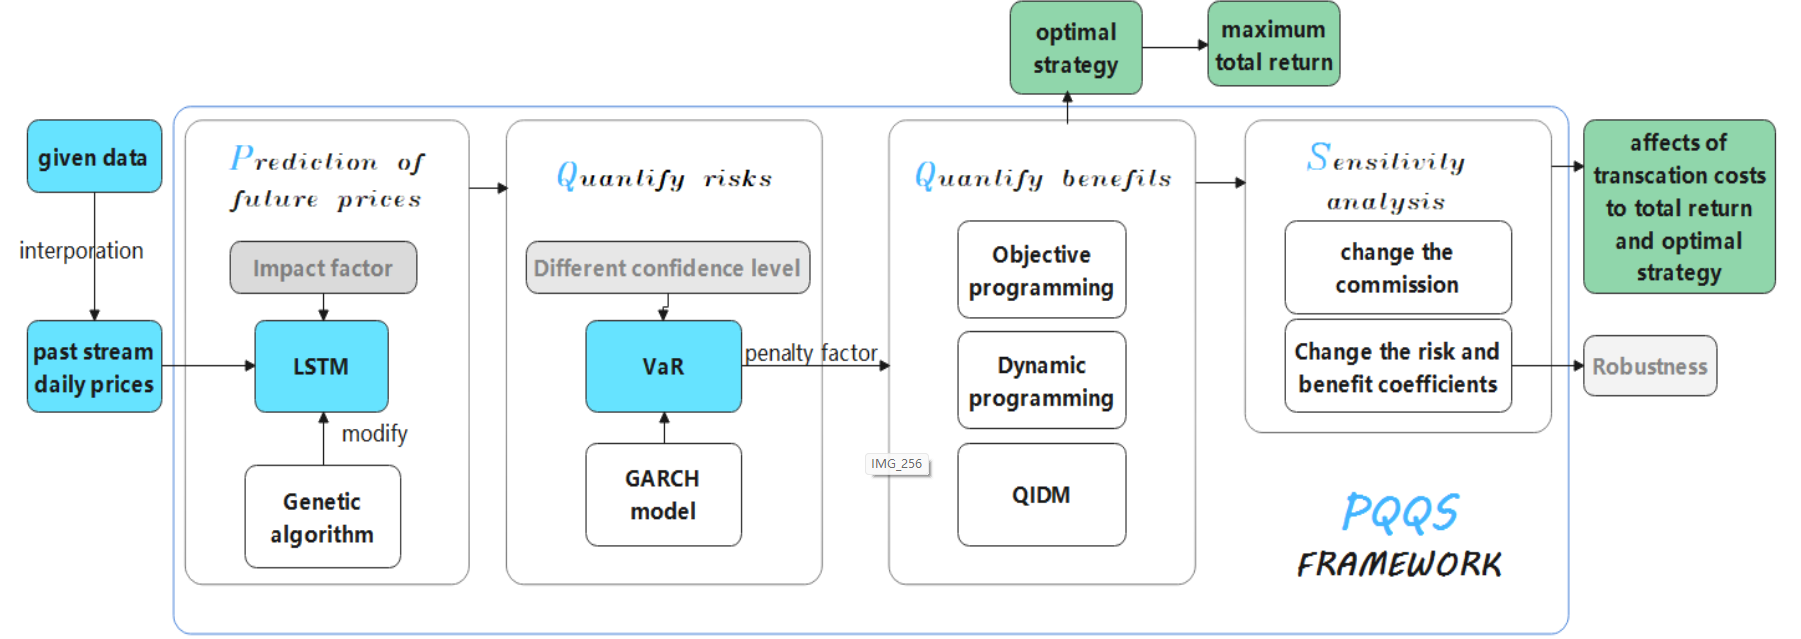 optimal
strategy
maximum
total return
given data
interporation
past stream
daily prices
Prediction of
future prices
Impact factor
LSTM
modify
Genetic
algorithm
Quantify risks
Different confidence level
VaR
penalty factor
GARCH
model
Quantify benefits
Objective
programming
Dynamic
programming
QIDM
IMG_256
Sensitivity
analysis
change the
commission
Change the risk and
benefit coefficients
affects of
transcation costs
to total return
and optimal
strategy
Robustness
PQQS
FRAMEWORK